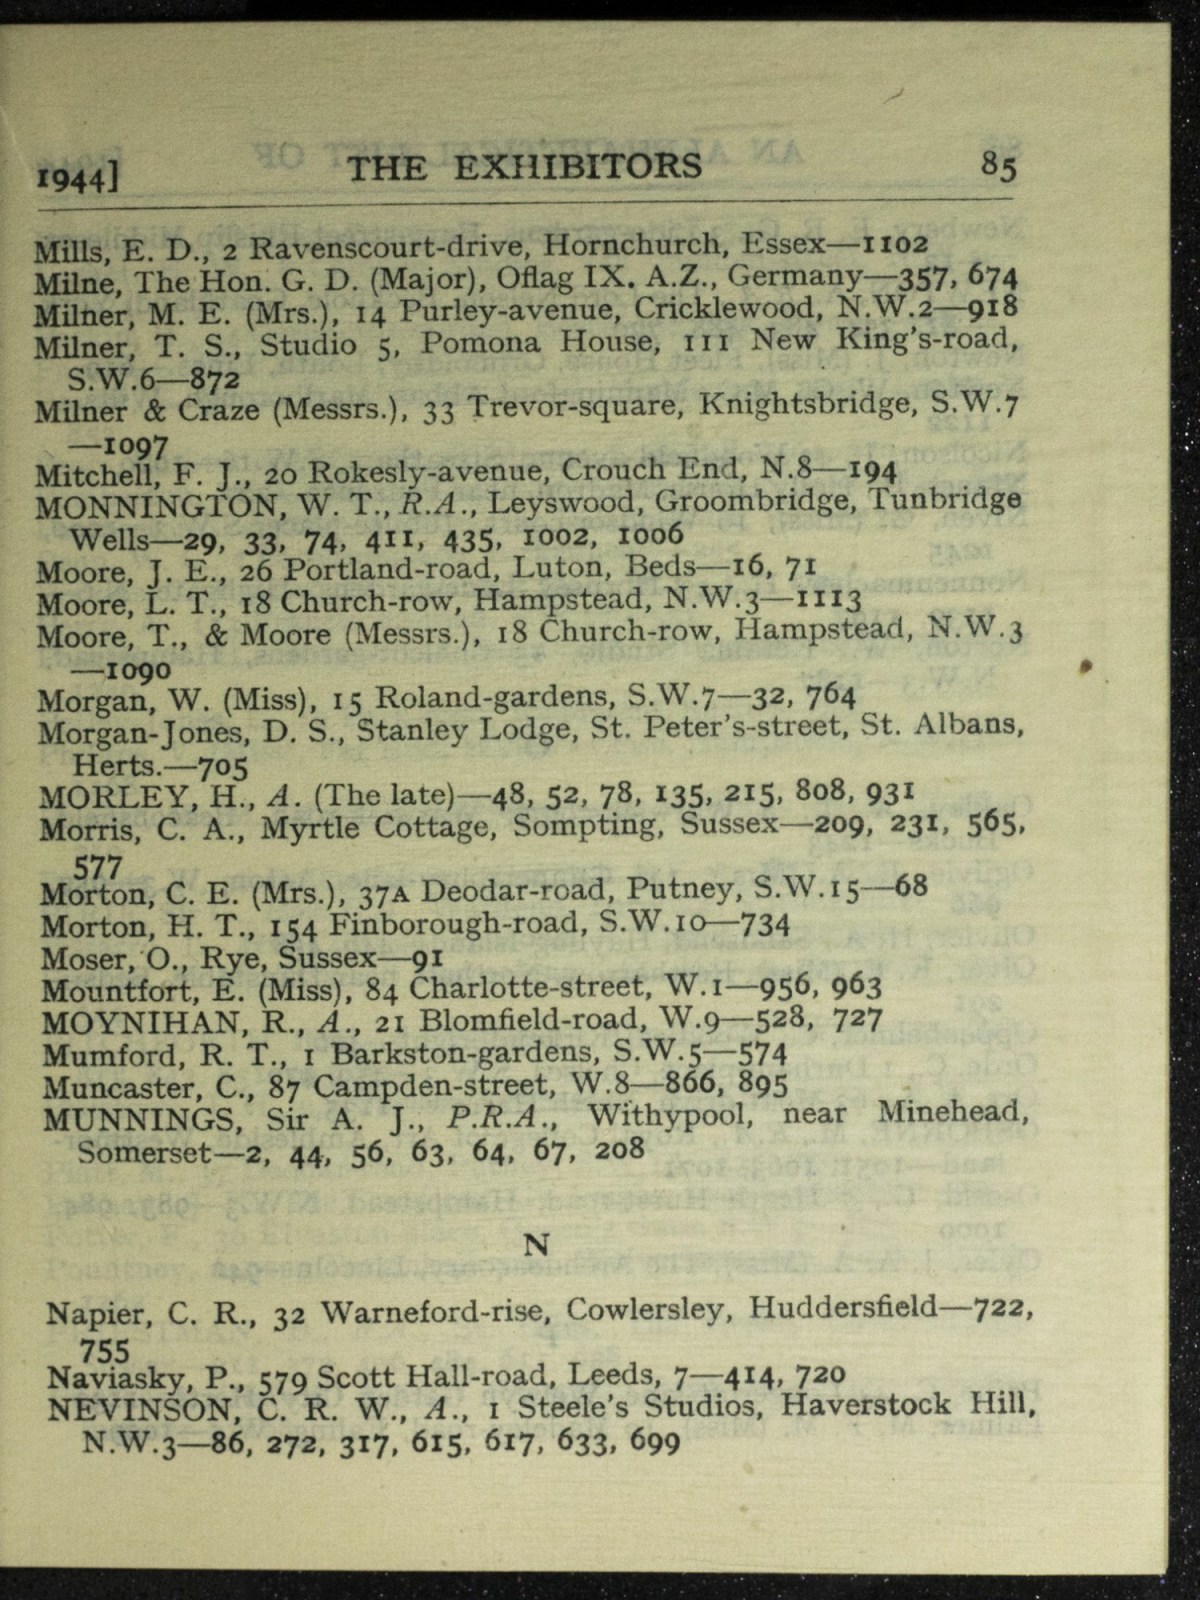 1944] THE EXHIBITORS 85
Mills, E. D., 2 Ravenscourt-drive, Hornchurch, Essex—1102
Milne, The Hon. G. D. (Major), Oflag IX. A.Z., Germany—357, 674
Milner, M. E. (Mrs.), 14 Purley-avenue, Cricklewood, N.W.2—918
Milner, T. S., Studio 5, Pomona House, 111 New King's-road,
S.W.6—872
Milner & Craze (Messrs.), 33 Trevor-square, Knightsbridge, S.W.7
—1097
Mitchell, F. J., 20 Rokesly-avenue, Crouch End, N.8—194
MONNINGTON, W. T., R.A., Leyswood, Groombridge, Tunbridge
Wells—29, 33, 74, 411, 435, 1002, 1006
Moore, J. E., 26 Portland-road, Luton, Beds—16, 71
Moore, L. T., 18 Church-row, Hampstead, N.W.3—1113
Moore, T., & Moore (Messrs.), 18 Church-row, Hampstead, N.W.3
—1090
Morgan, W. (Miss), 15 Roland-gardens, S.W.7—32, 764
Morgan-Jones, D. S., Stanley Lodge, St. Peter's-street, St. Albans,
Herts.—705
MORLEY, H., A. (The late)—48, 52, 78, 135, 215, 808, 931
Morris, C. A., Myrtle Cottage, Sompting, Sussex—209, 231, 565,
577
Morton, C. E. (Mrs.), 37A Deodar-road, Putney, S.W.15—68
Morton, H. T., 154 Finborough-road, S.W.10—734
Moser, O., Rye, Sussex—91
Mountfort, E. (Miss), 84 Charlotte-street, W.1—956, 963
MOYNIHAN, R., A., 21 Blomfield-road, W.9—528, 727
Mumford, R. T., 1 Barkston-gardens, S.W.5—574
Muncaster, C., 87 Campden-street, W.8—866, 895
MUNNINGS, Sir A. J., P.R.A., Withypool, near Minehead,
Somerset—2, 44, 56, 63, 64, 67, 208
N
Napier, C. R., 32 Warneford-rise, Cowlersley, Huddersfield—722,
755
Naviasky, P., 579 Scott Hall-road, Leeds, 7—414, 720
NEVINSON, C. R. W., A., 1 Steele's Studios, Haverstock Hill,
N.W.3—86, 272, 317, 615, 617, 633, 699